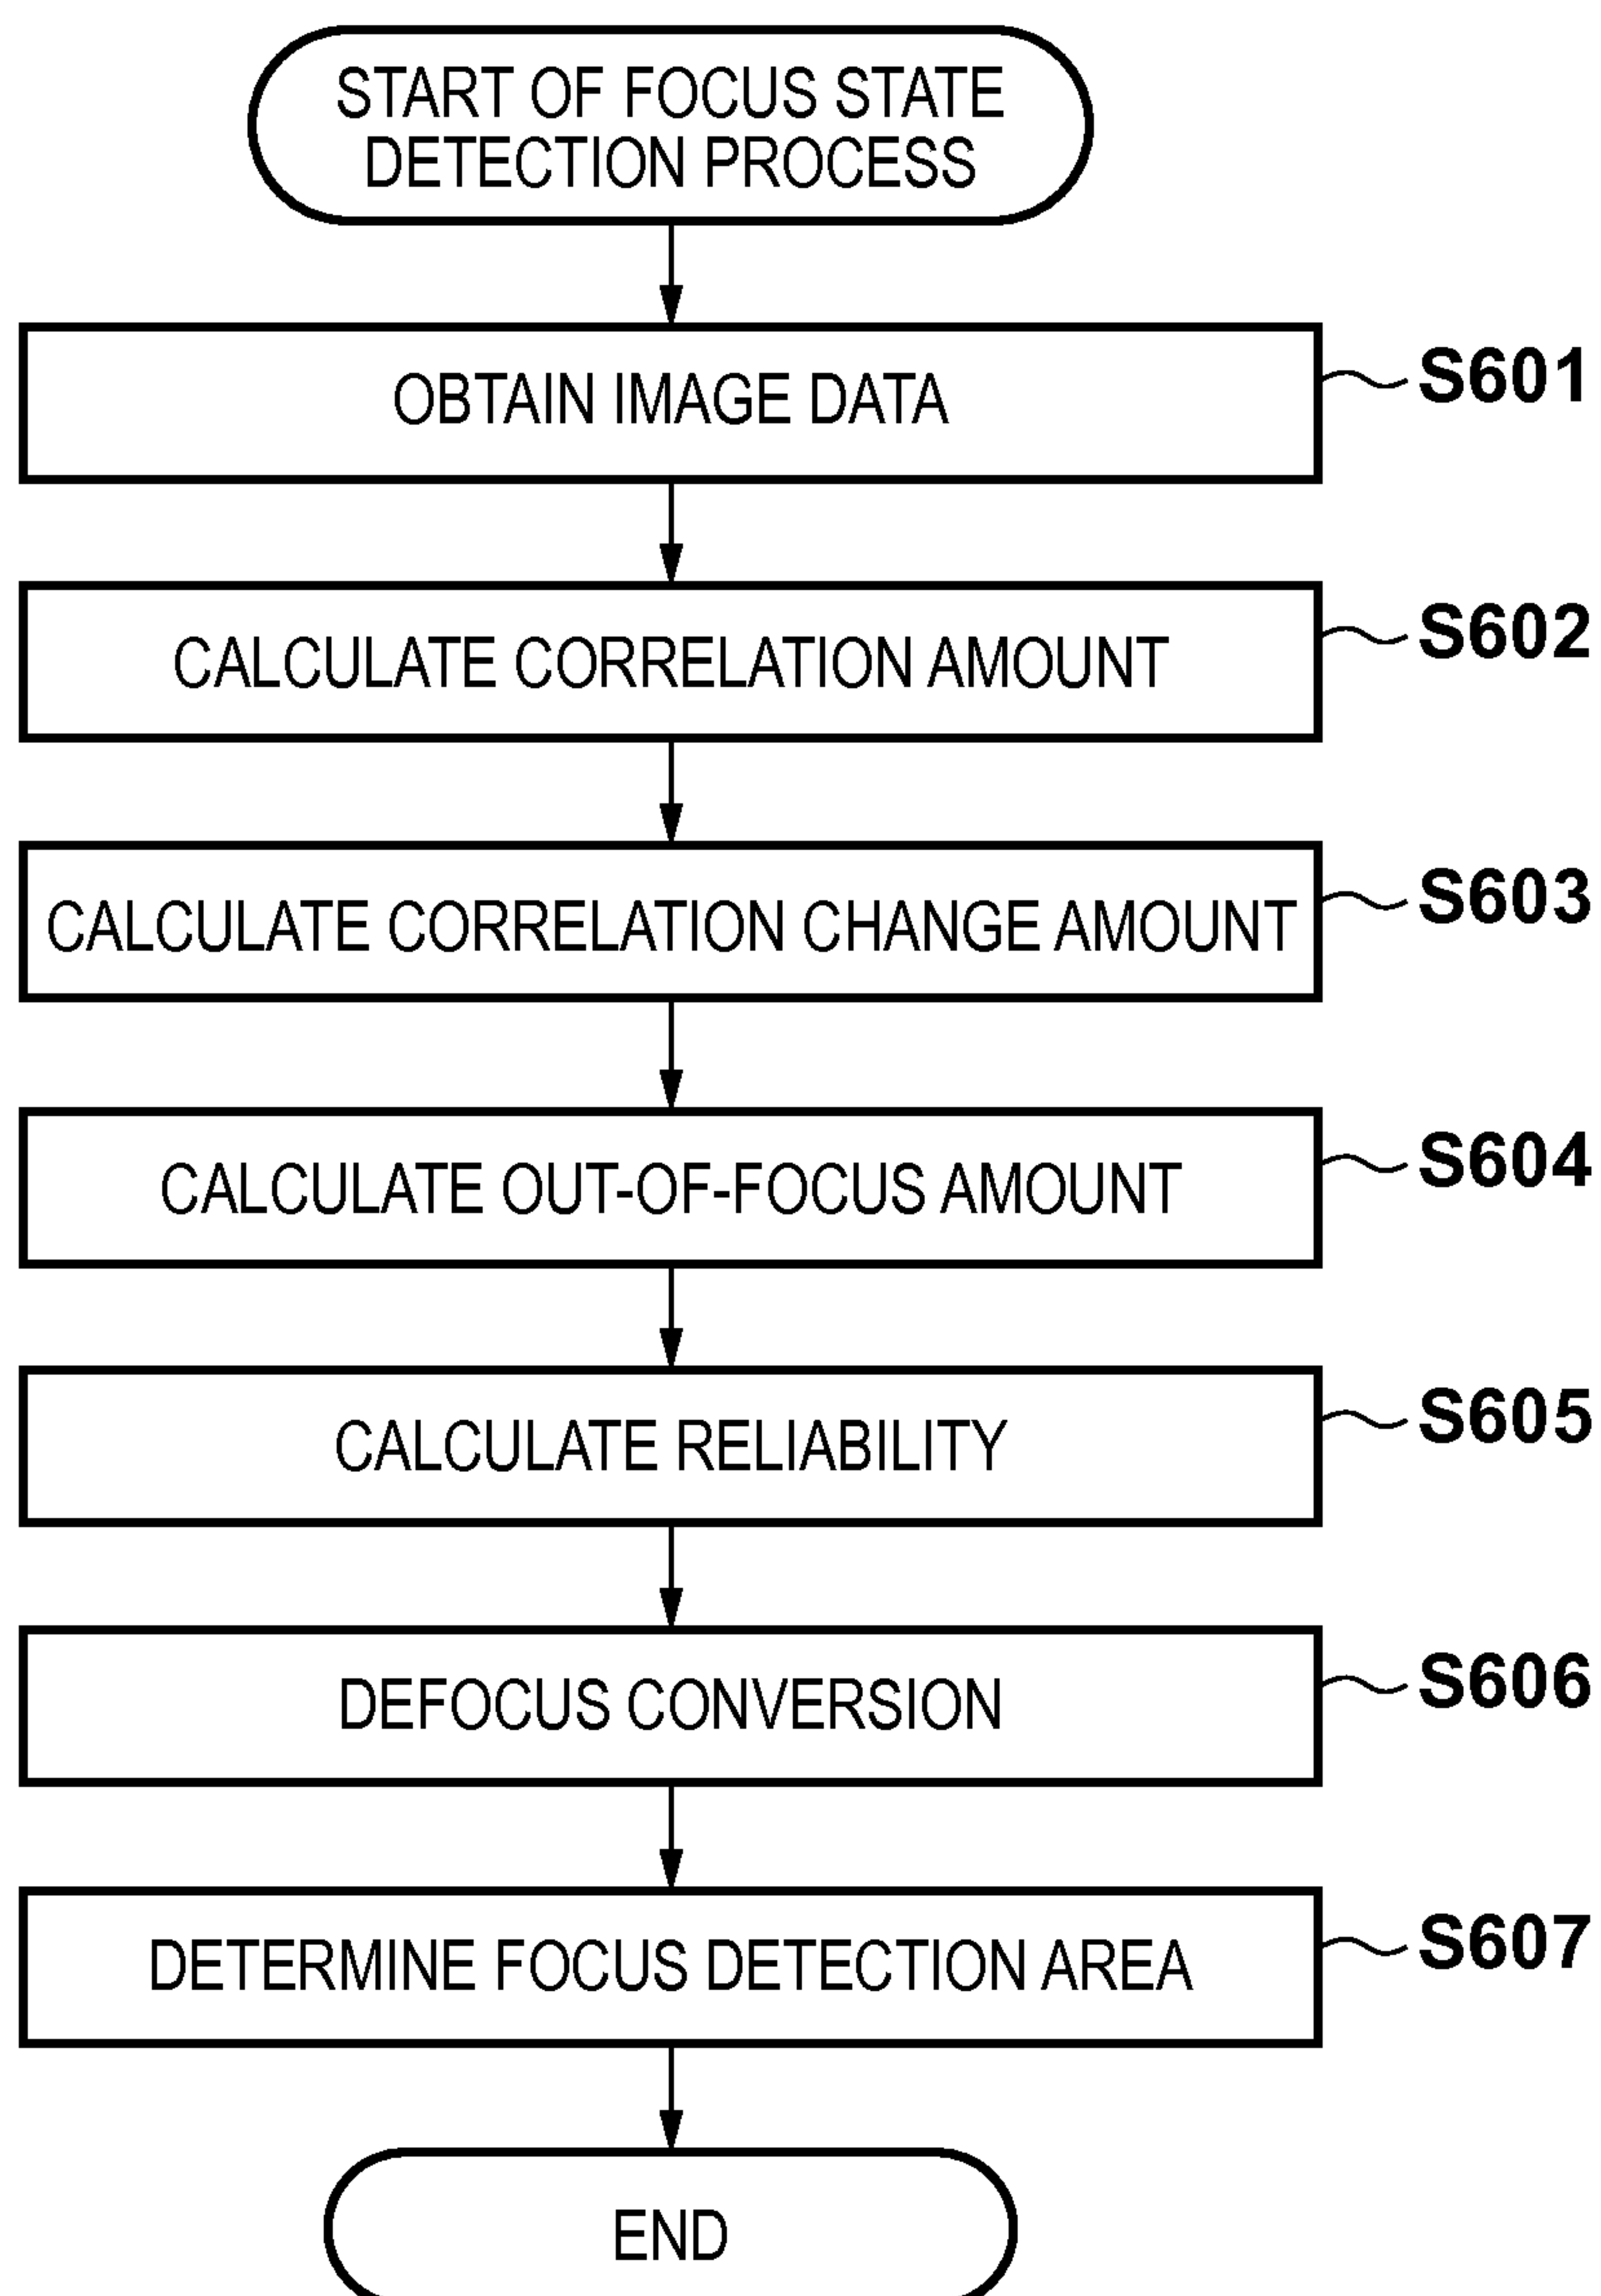 START OF FOCUS STATE
DETECTION PROCESS
OBTAIN IMAGE DATA
S601
CALCULATE CORRELATION AMOUNT
S602
CALCULATE CORRELATION CHANGE AMOUNT
S603
CALCULATE OUT-OF-FOCUS AMOUNT
S604
CALCULATE RELIABILITY
S605
DEFOCUS CONVERSION
S606
DETERMINE FOCUS DETECTION AREA
S607
END